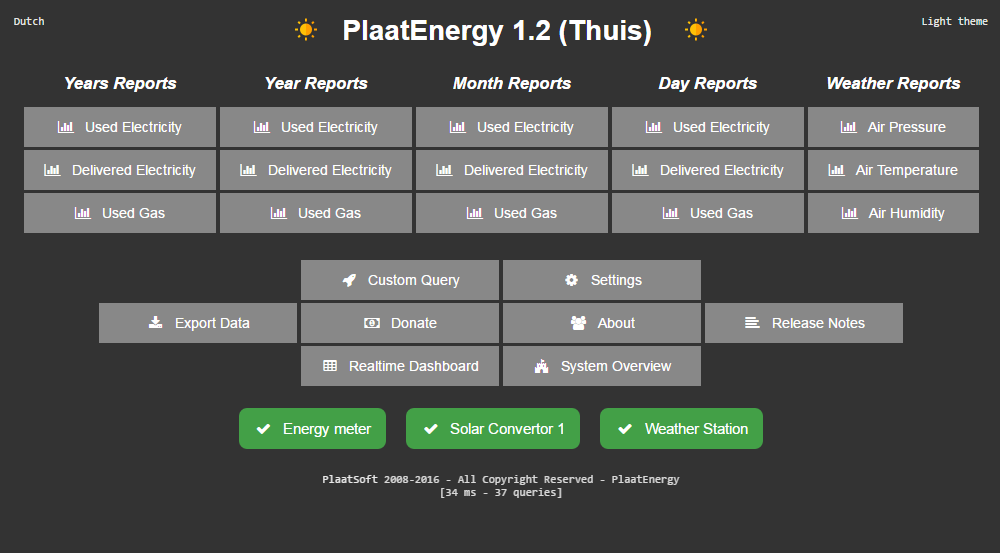 Dutch
PlaatEnergy 1.2 (Thuis)
Light theme
Years Reports Year Reports Month Reports Day Reports Weather Reports
Used Electricity Used Electricity Used Electricity Used Electricity Air Pressure
Delivered Electricity Delivered Electricity Delivered Electricity Delivered Electricity Air Temperature
Used Gas Used Gas Used Gas Used Gas Air Humidity
Custom Query Settings
Export Data Donate About Release Notes
Realtime Dashboard System Overview
Energy meter Solar Convertor 1 Weather Station
PlaatSoft 2008-2016 - All Copyright Reserved - PlaatEnergy
[34 ms - 37 queries]